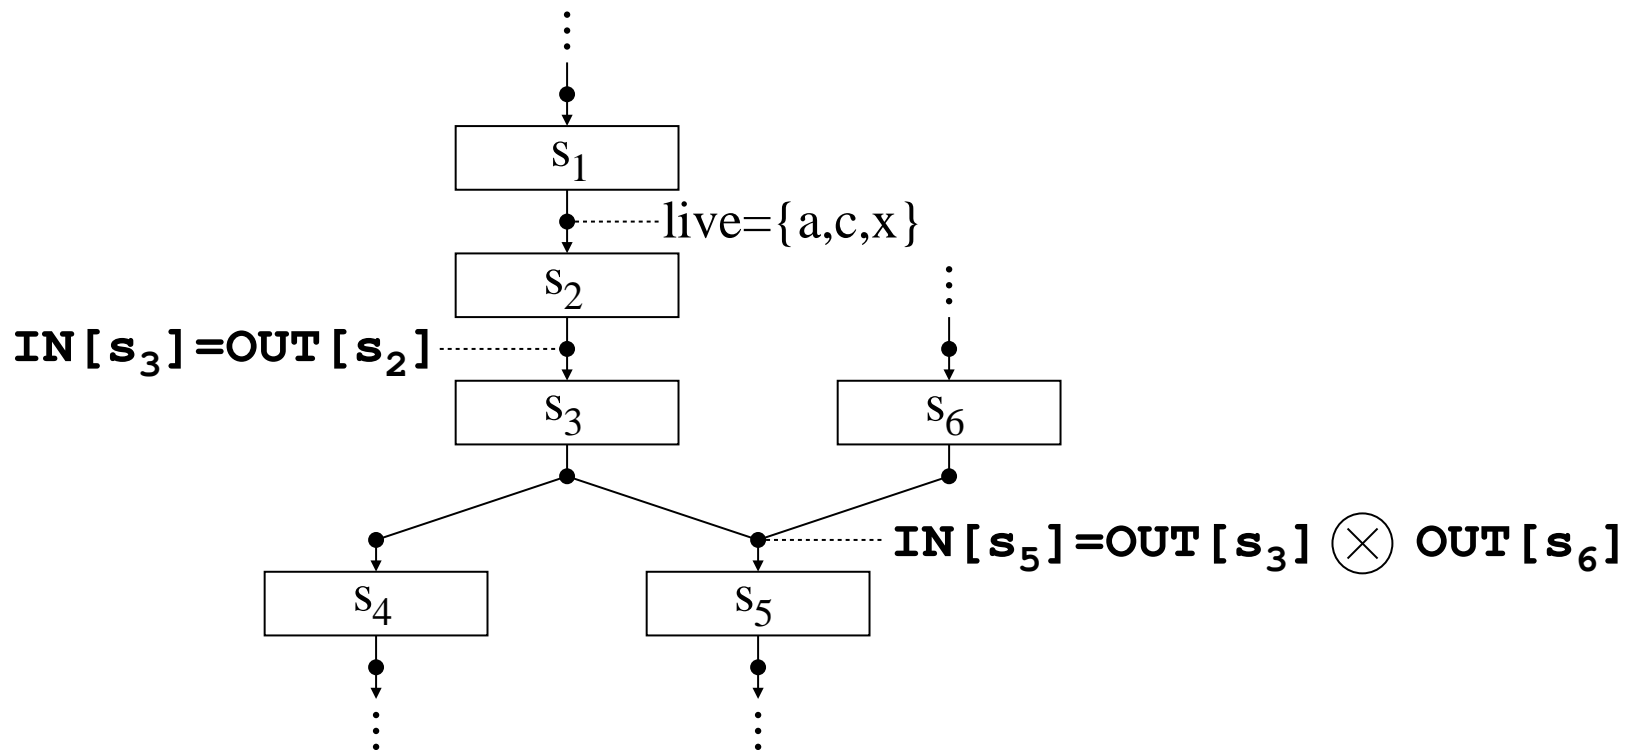 s₁
live={a,c,x}
s₂
IN[s₃]=OUT[s₂]
s₃
s₆
IN[s₅]=OUT[s₃] ⊗ OUT[s₆]
s₄
s₅